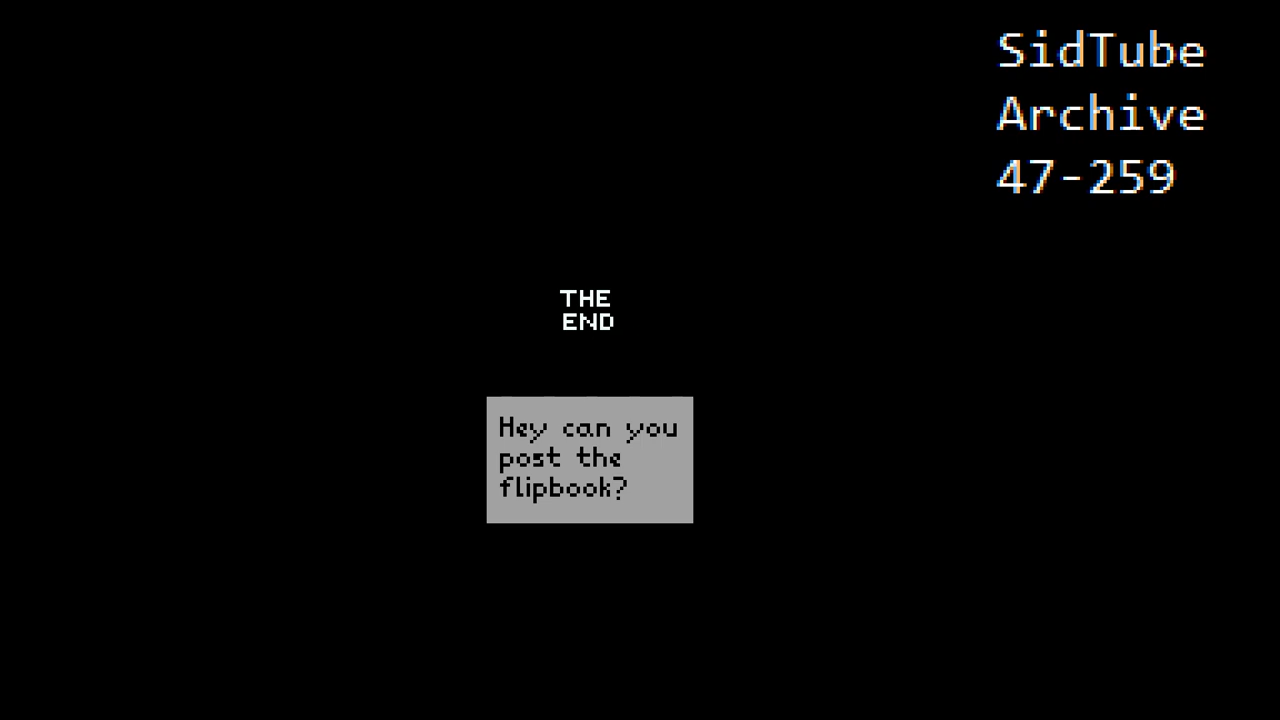 SidTube
Archive
47-259
THE
END
Hey can you
post the
flipbook?